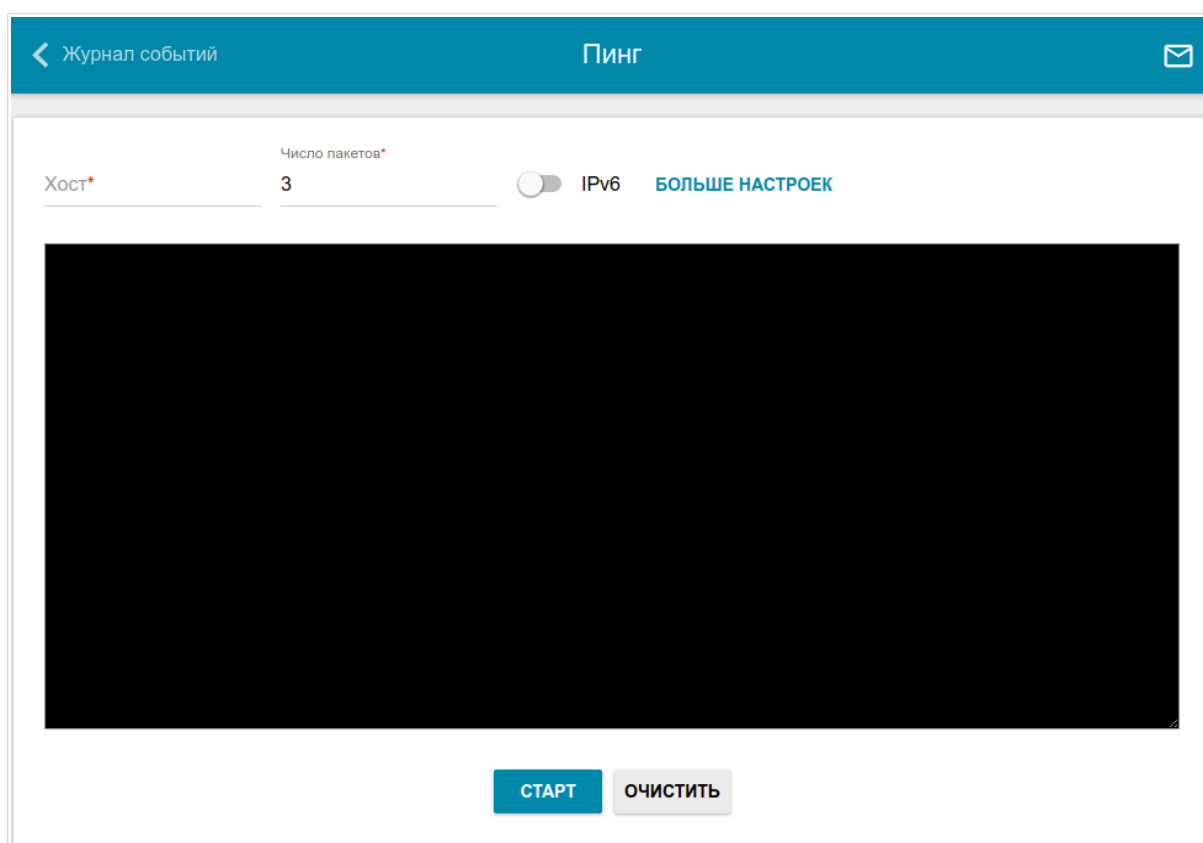 Журнал событий
Пинг
Число пакетов*
Хост*
3
IPv6
БОЛЬШЕ НАСТРОЕК
СТАРТ
ОЧИСТИТЬ